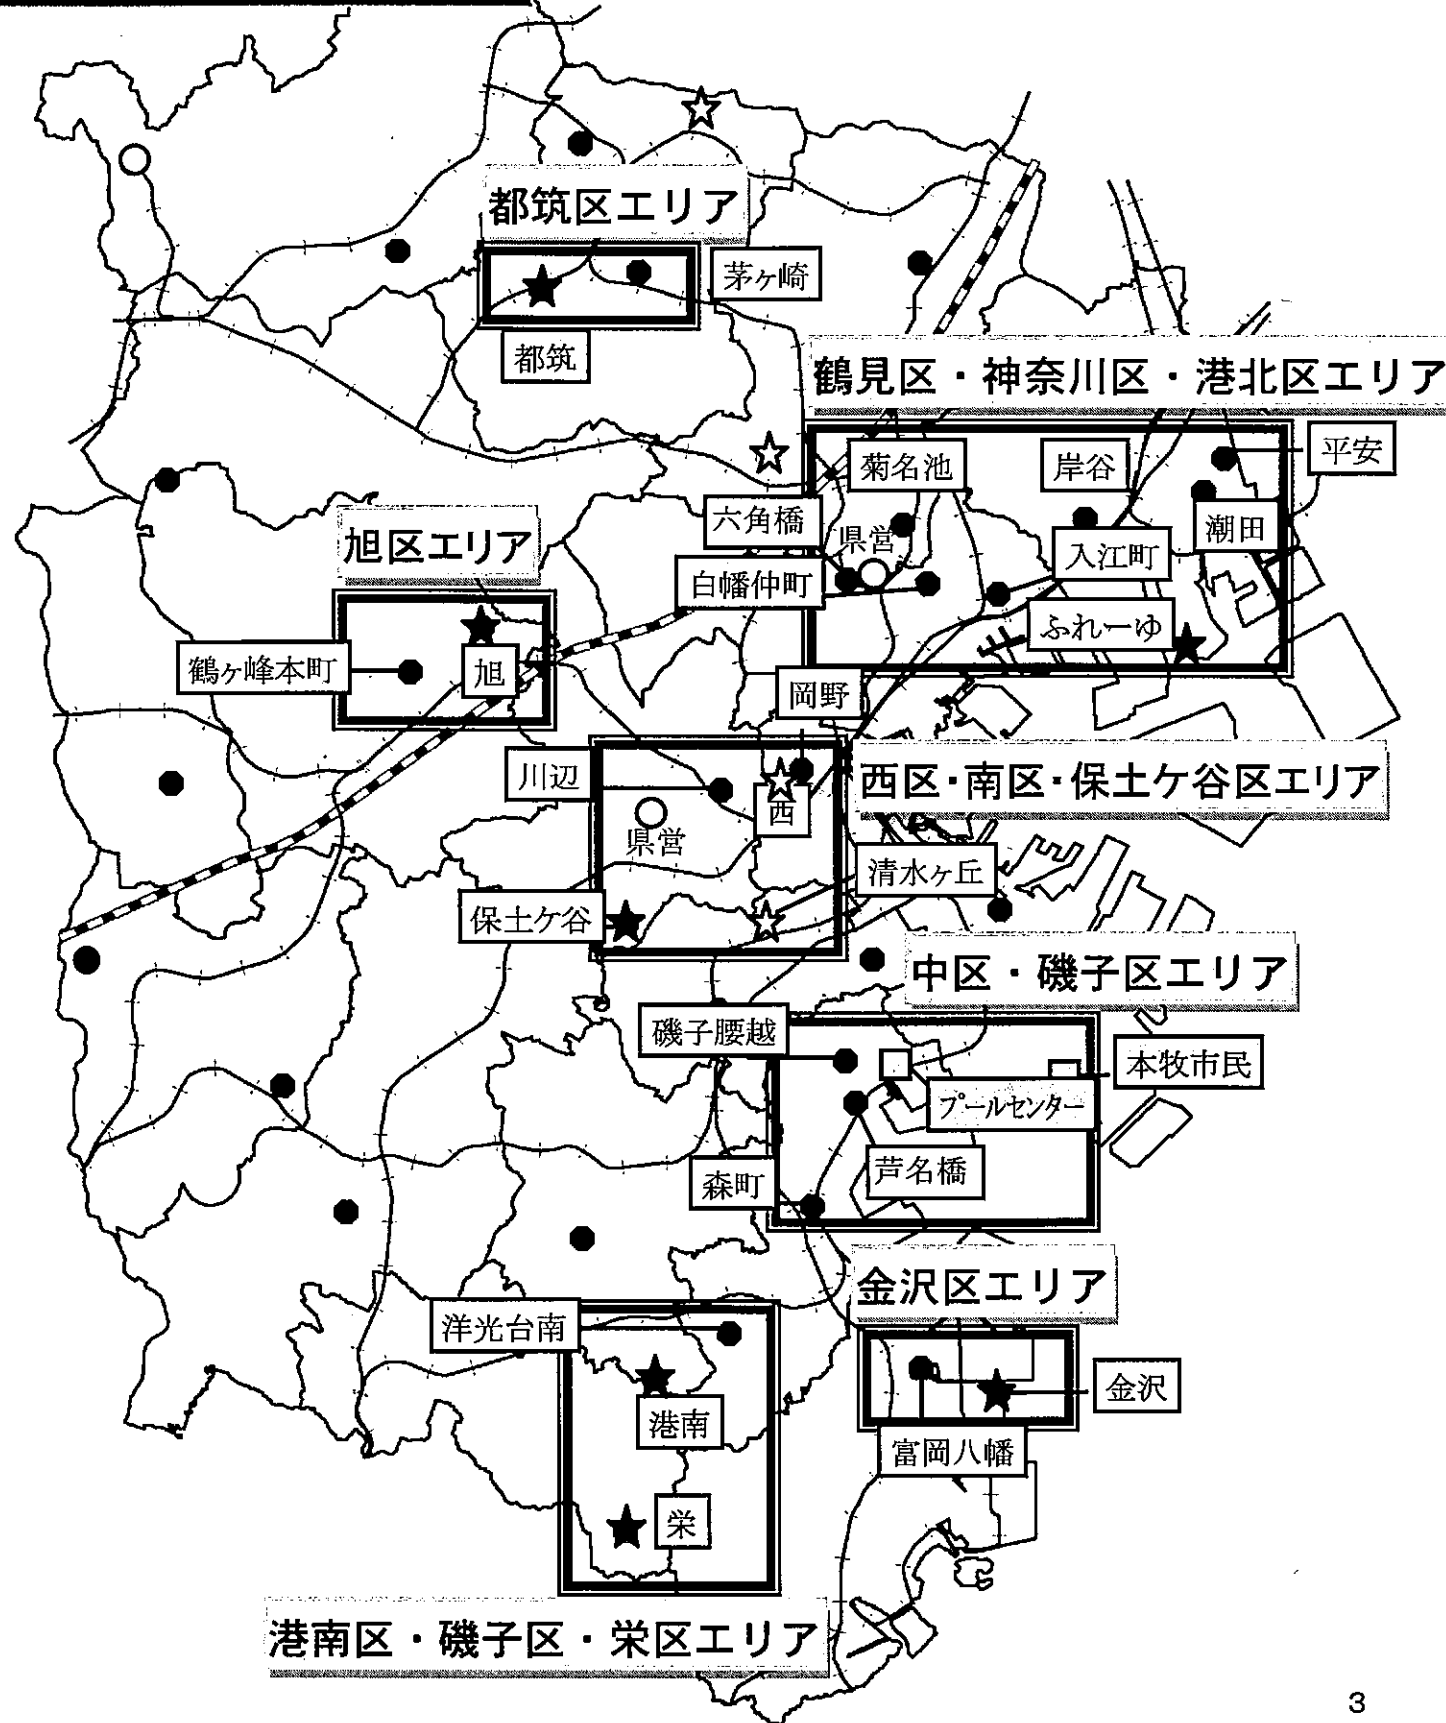 都筑区エリア
茅ヶ崎
都筑
鶴見区・神奈川区・港北区エリア
菊名池
岸谷
平安
六角橋
県営
潮田
旭区エリア
白幡仲町
入江町
ふれーゆ
鶴ヶ峰本町
旭
岡野
川辺
西
西区・南区・保土ケ谷区エリア
県営
清水ヶ丘
保土ケ谷
中区・磯子区エリア
磯子腰越
本牧市民
プールセンター
芦名橋
森町
金沢区エリア
洋光台南
金沢
港南
富岡八幡
栄
港南区・磯子区・栄区エリア
3